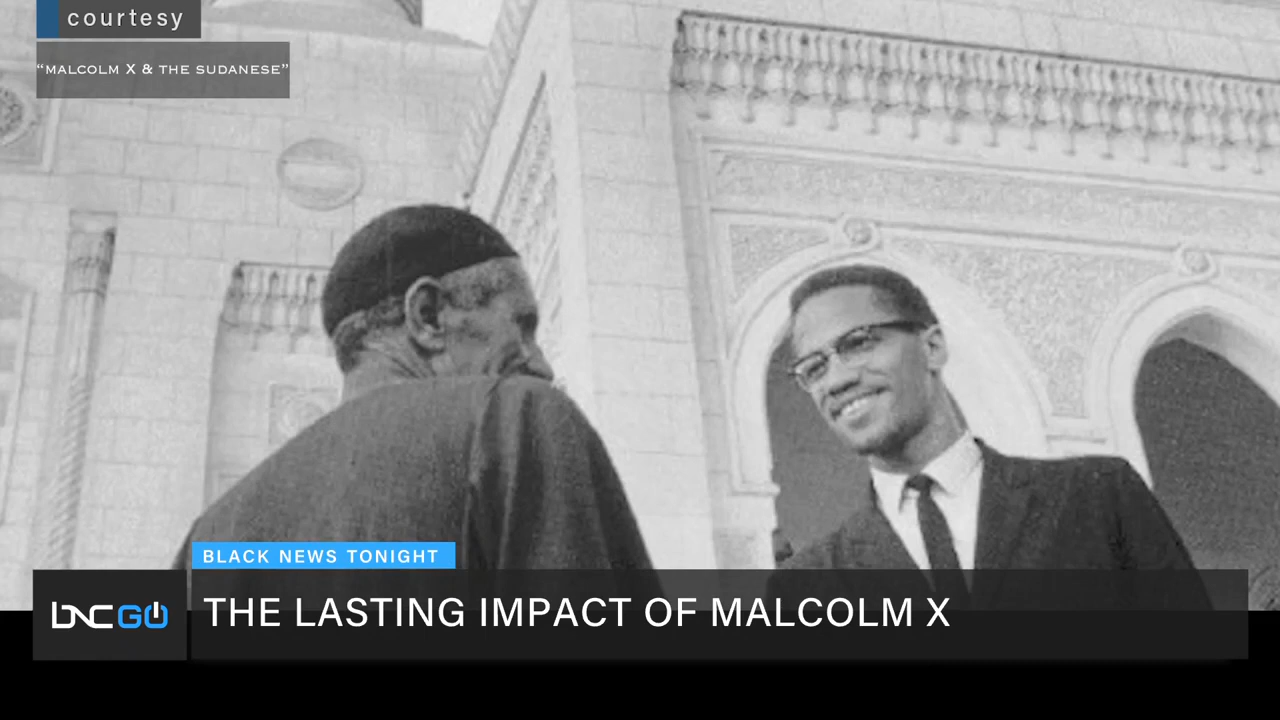 courtesy
“MALCOLM X & THE SUDANESE”
BLACK NEWS TONIGHT
BNC GO
THE LASTING IMPACT OF MALCOLM X